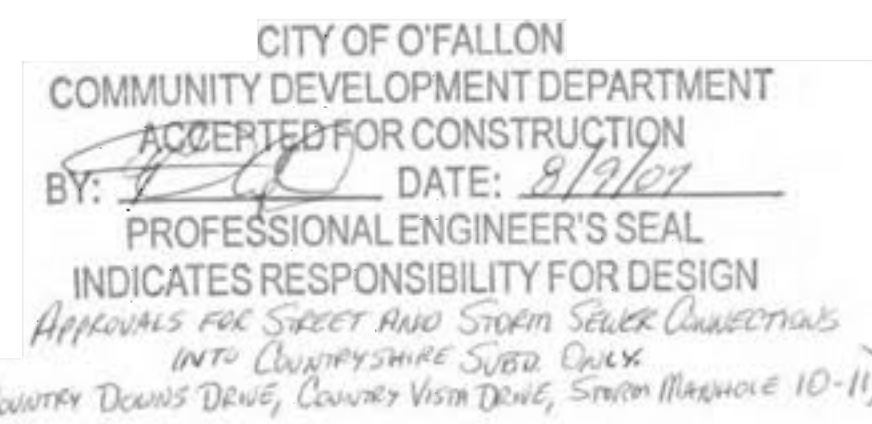 CITY OF O'FALLON
COMMUNITY DEVELOPMENT DEPARTMENT
ACCEPTED FOR CONSTRUCTION
BY: DATE: 8/9/07
PROFESSIONAL ENGINEER'S SEAL
INDICATES RESPONSIBILITY FOR DESIGN
APPROVALS FOR STREET AND STORM SEWER CONNECTIONS
INTO COUNTRYSHIRE SUBD. ONLY.
COUNTRY DOWNS DRIVE, COUNTRY VISTA DRIVE, STORM MANHOLE 10-11)